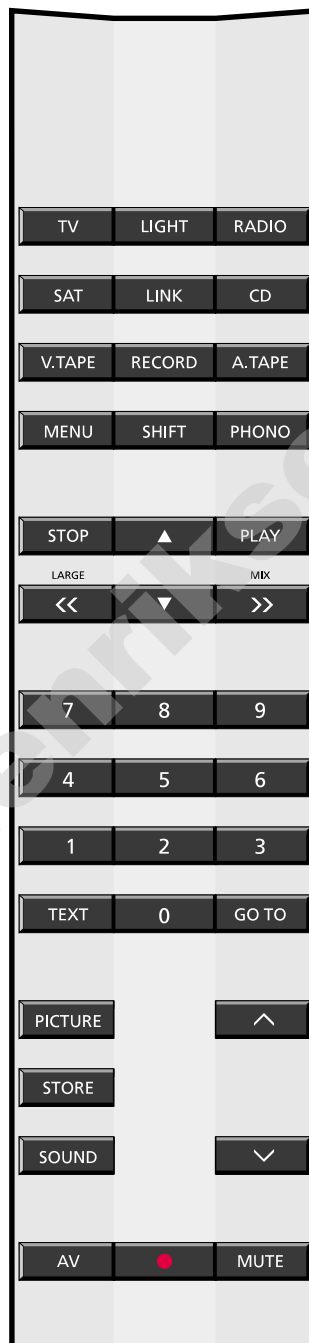 TV LIGHT RADIO
SAT LINK CD
V.TAPE RECORD A.TAPE
MENU SHIFT PHONO
STOP ▲ PLAY
LARGE MIX
<< ▼ >>
7 8 9
4 5 6
1 2 3
TEXT 0 GO TO
PICTURE
STORE
SOUND
AV MUTE